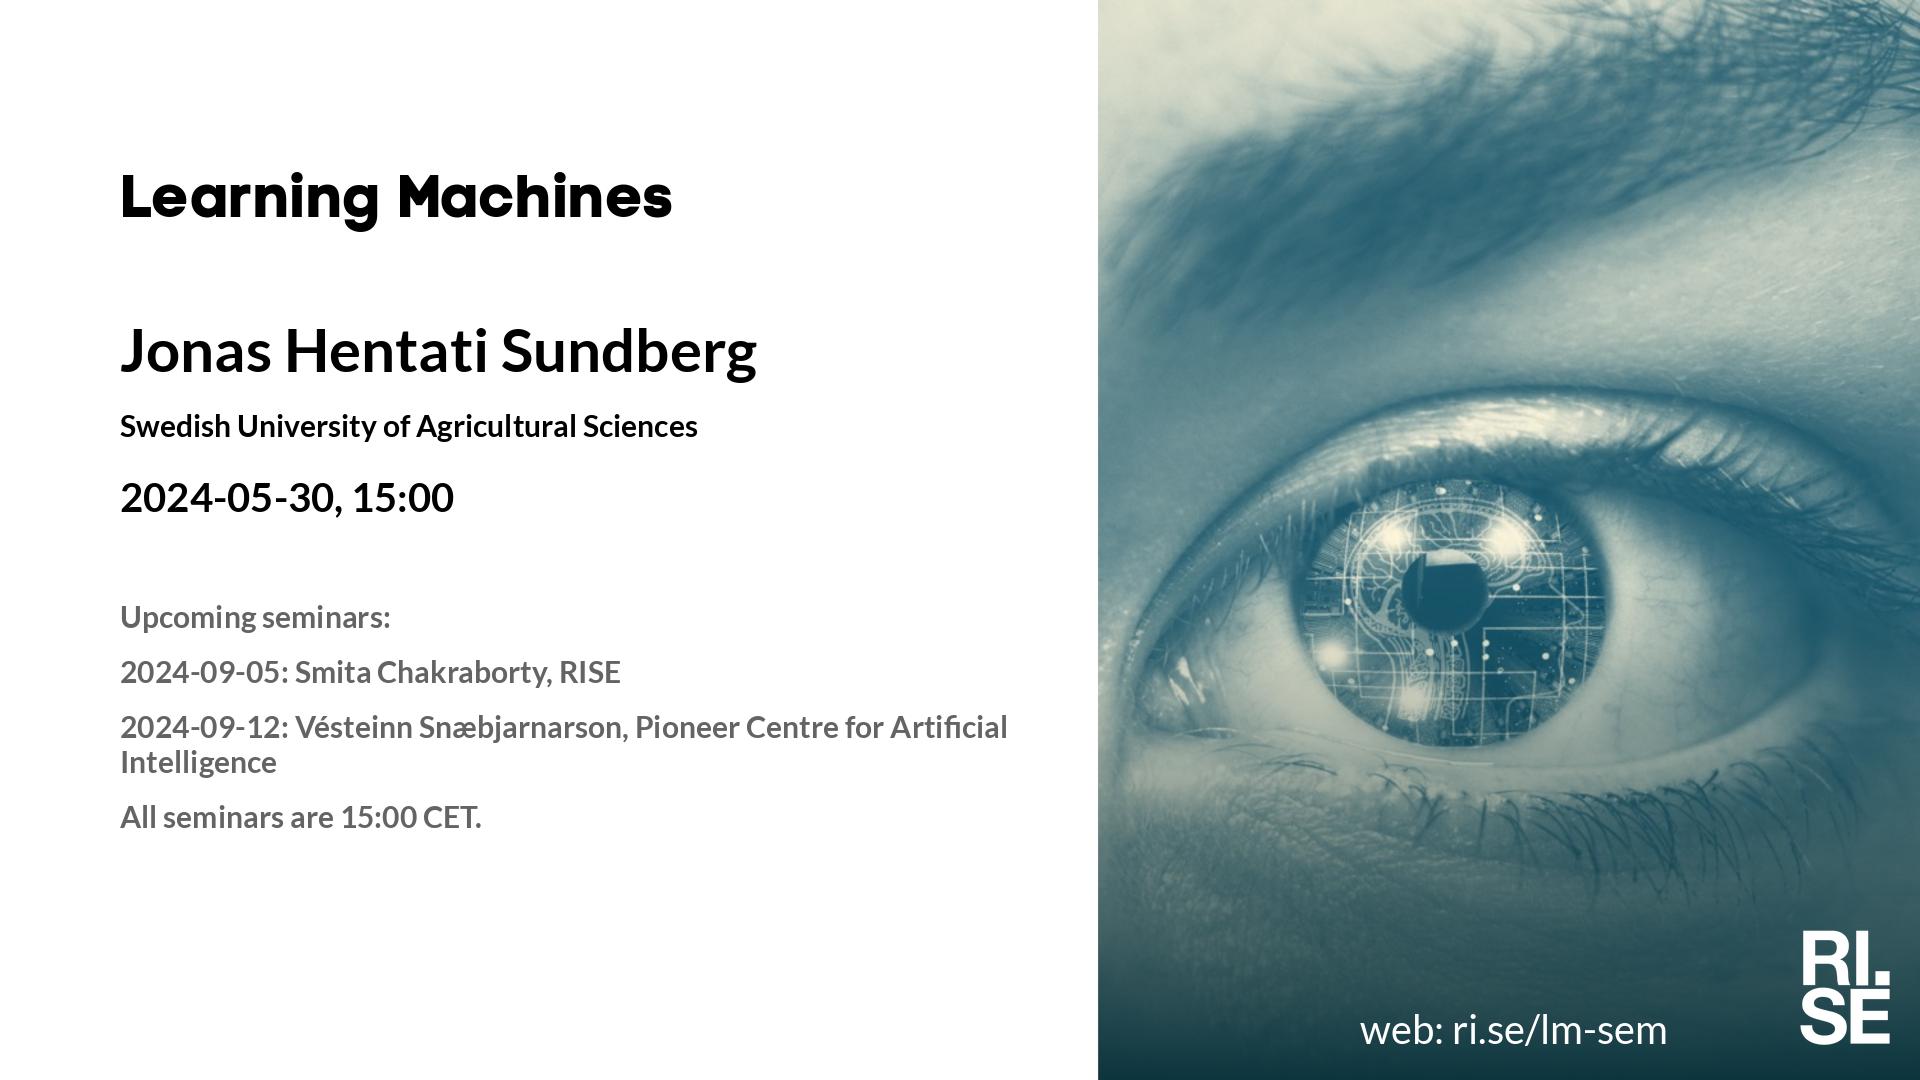 Learning Machines
Jonas Hentati Sundberg
Swedish University of Agricultural Sciences
2024-05-30, 15:00
Upcoming seminars:
2024-09-05: Smita Chakraborty, RISE
2024-09-12: Vésteinn Snæbjarnarson, Pioneer Centre for Artificial
Intelligence
All seminars are 15:00 CET.
web: ri.se/lm-sem
RI.
SE